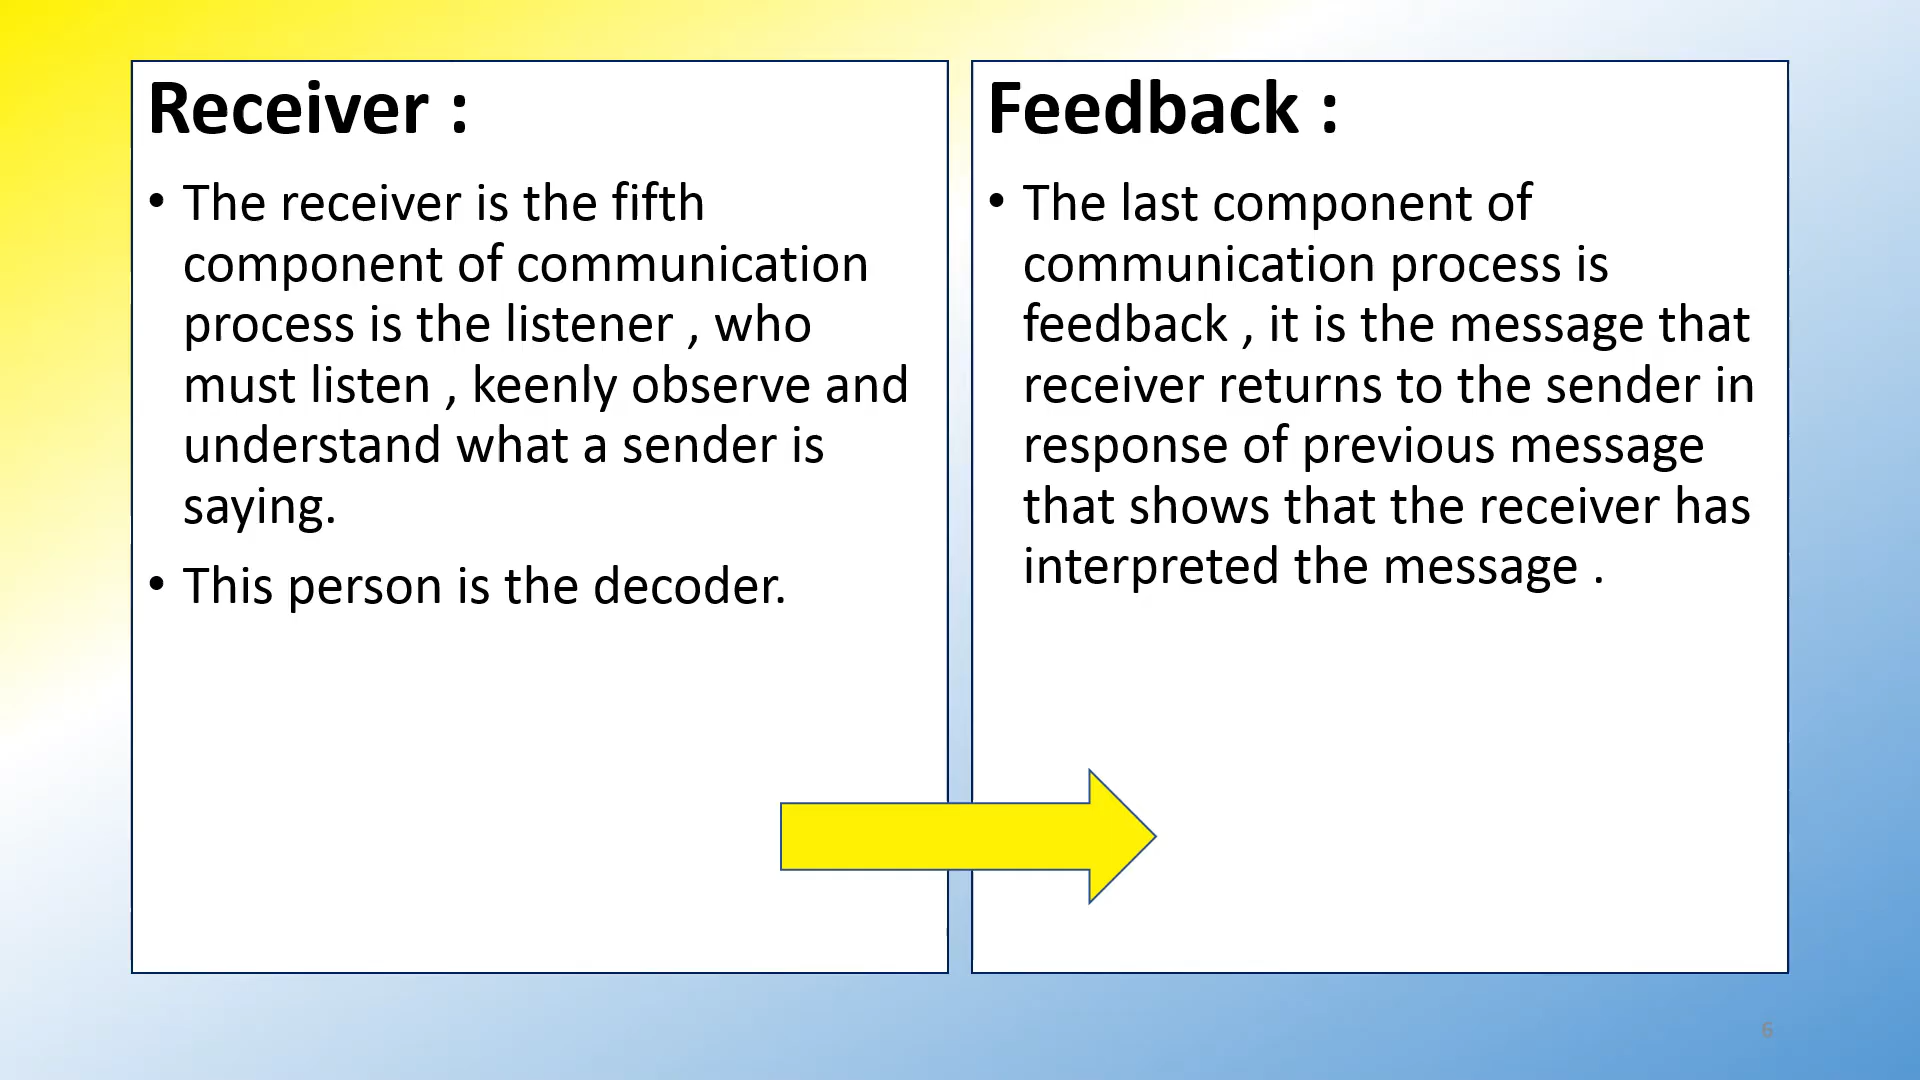 Receiver :
• The receiver is the fifth
component of communication
process is the listener , who
must listen , keenly observe and
understand what a sender is
saying.
• This person is the decoder.
Feedback :
• The last component of
communication process is
feedback , it is the message that
receiver returns to the sender in
response of previous message
that shows that the receiver has
interpreted the message .
6